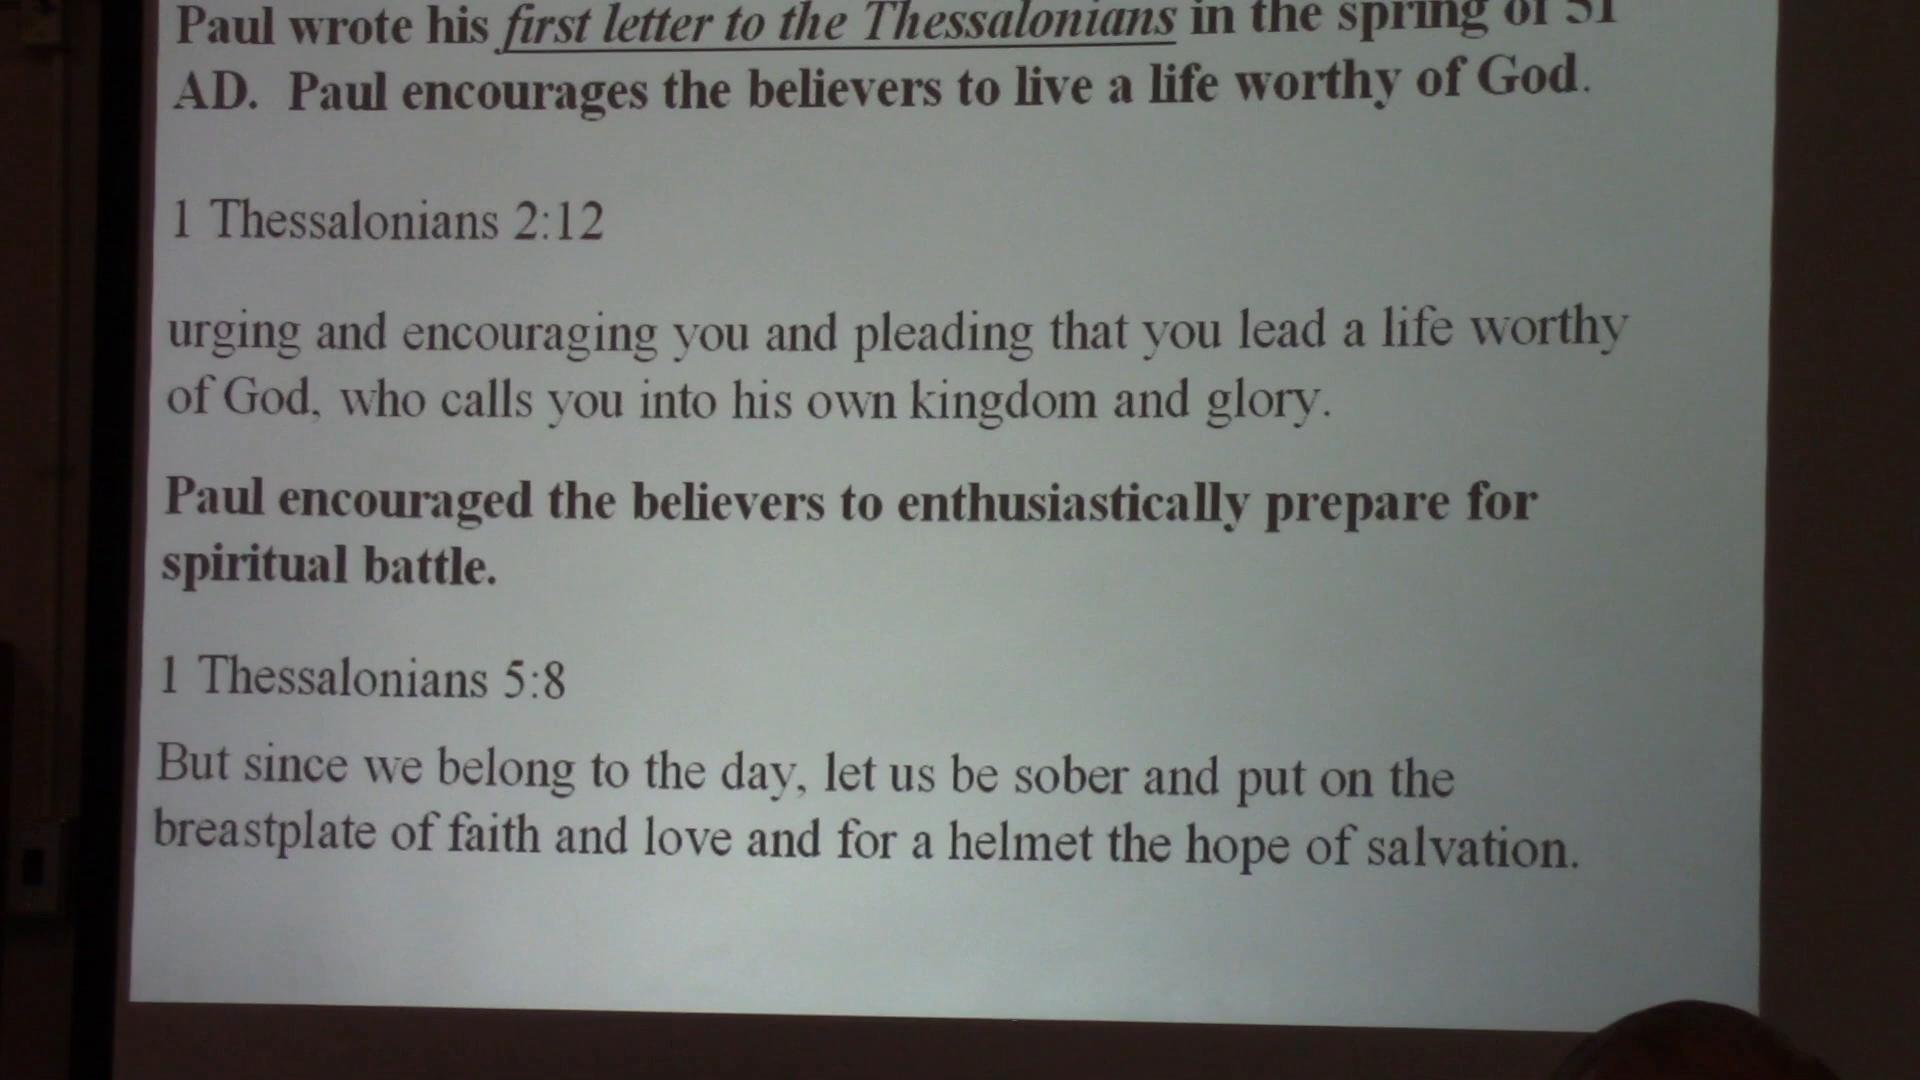 Paul wrote his first letter to the Thessalonians in the spring of 51
AD. Paul encourages the believers to live a life worthy of God.
1 Thessalonians 2:12
urging and encouraging you and pleading that you lead a life worthy
of God, who calls you into his own kingdom and glory.
Paul encouraged the believers to enthusiastically prepare for
spiritual battle.
1 Thessalonians 5:8
But since we belong to the day, let us be sober and put on the
breastplate of faith and love and for a helmet the hope of salvation.